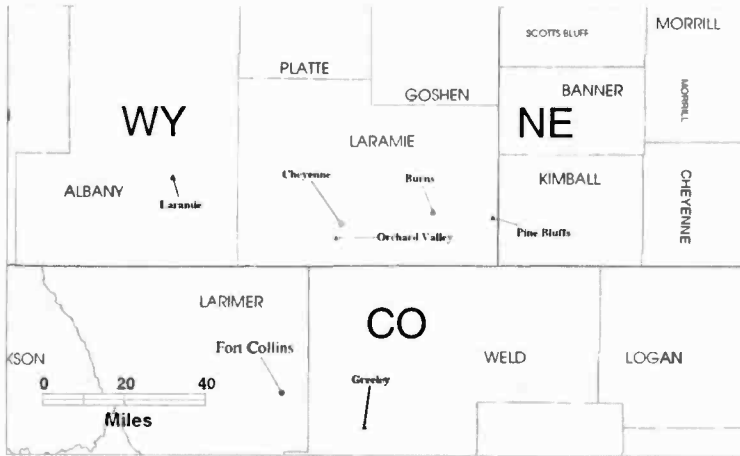 SCOTTS BLUFF
MORRILL
PLATTE
GOSHEN
BANNER
MORRILL
WY
NE
LARAMIE
Cheyenne
Burns
KIMBALL
CHEYENNE
ALBANY
Laramie
Orchard Valley
Pine Bluffs
LARIMER
CO
Fort Collins
KSON
WELD
LOGAN
0 20 40
Greeley
Miles